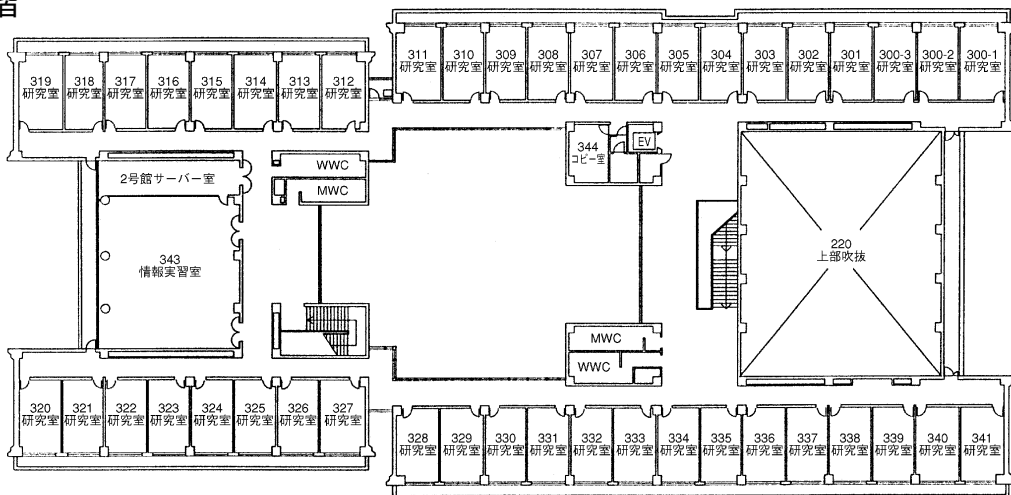 階
311 310 309 308 307 306 305 304 303 302 301 300-3 300-2 300-1
研究室 研究室 研究室 研究室 研究室 研究室 研究室 研究室 研究室 研究室 研究室 研究室 研究室 研究室
319 318 317 316 315 314 313 312
研究室 研究室 研究室 研究室 研究室 研究室 研究室 研究室
344
コピー室
EV
WWC
MWC
2号館サーバー室
343
情報実習室
220
上部吹抜
MWC
WWC
320 321 322 323 324 325 326 327
研究室 研究室 研究室 研究室 研究室 研究室 研究室 研究室
328 329 330 331 332 333 334 335 336 337 338 339 340 341
研究室 研究室 研究室 研究室 研究室 研究室 研究室 研究室 研究室 研究室 研究室 研究室 研究室 研究室